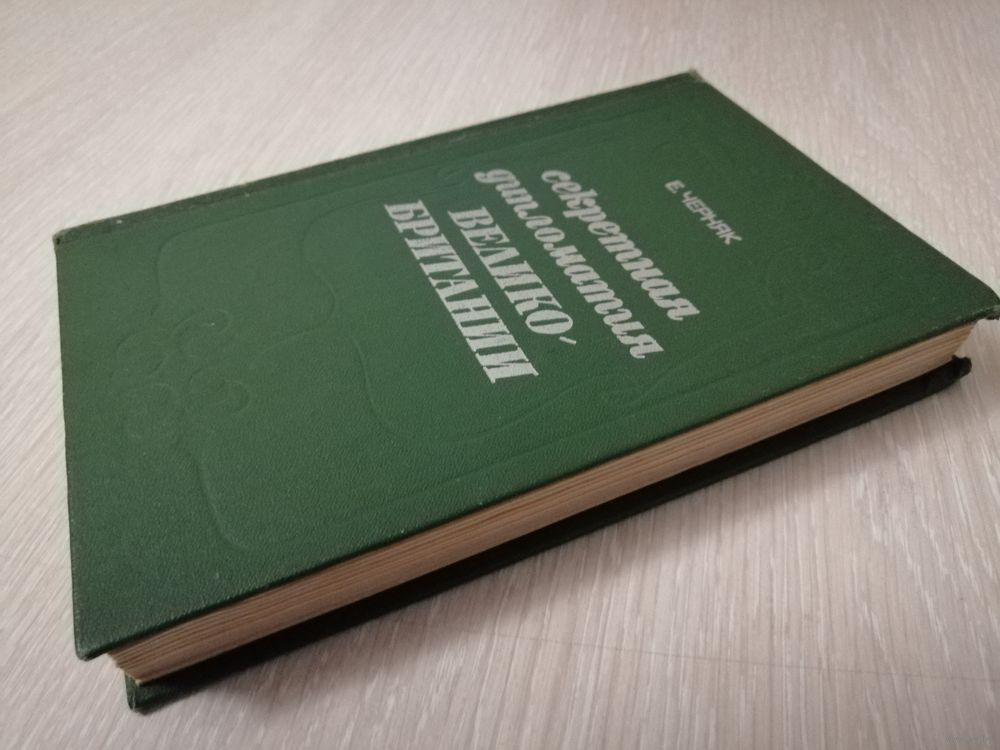 Е. ЧЕРНЯК
секретная
дипломатия
ВЕЛИКО-
БРИТАНИИ